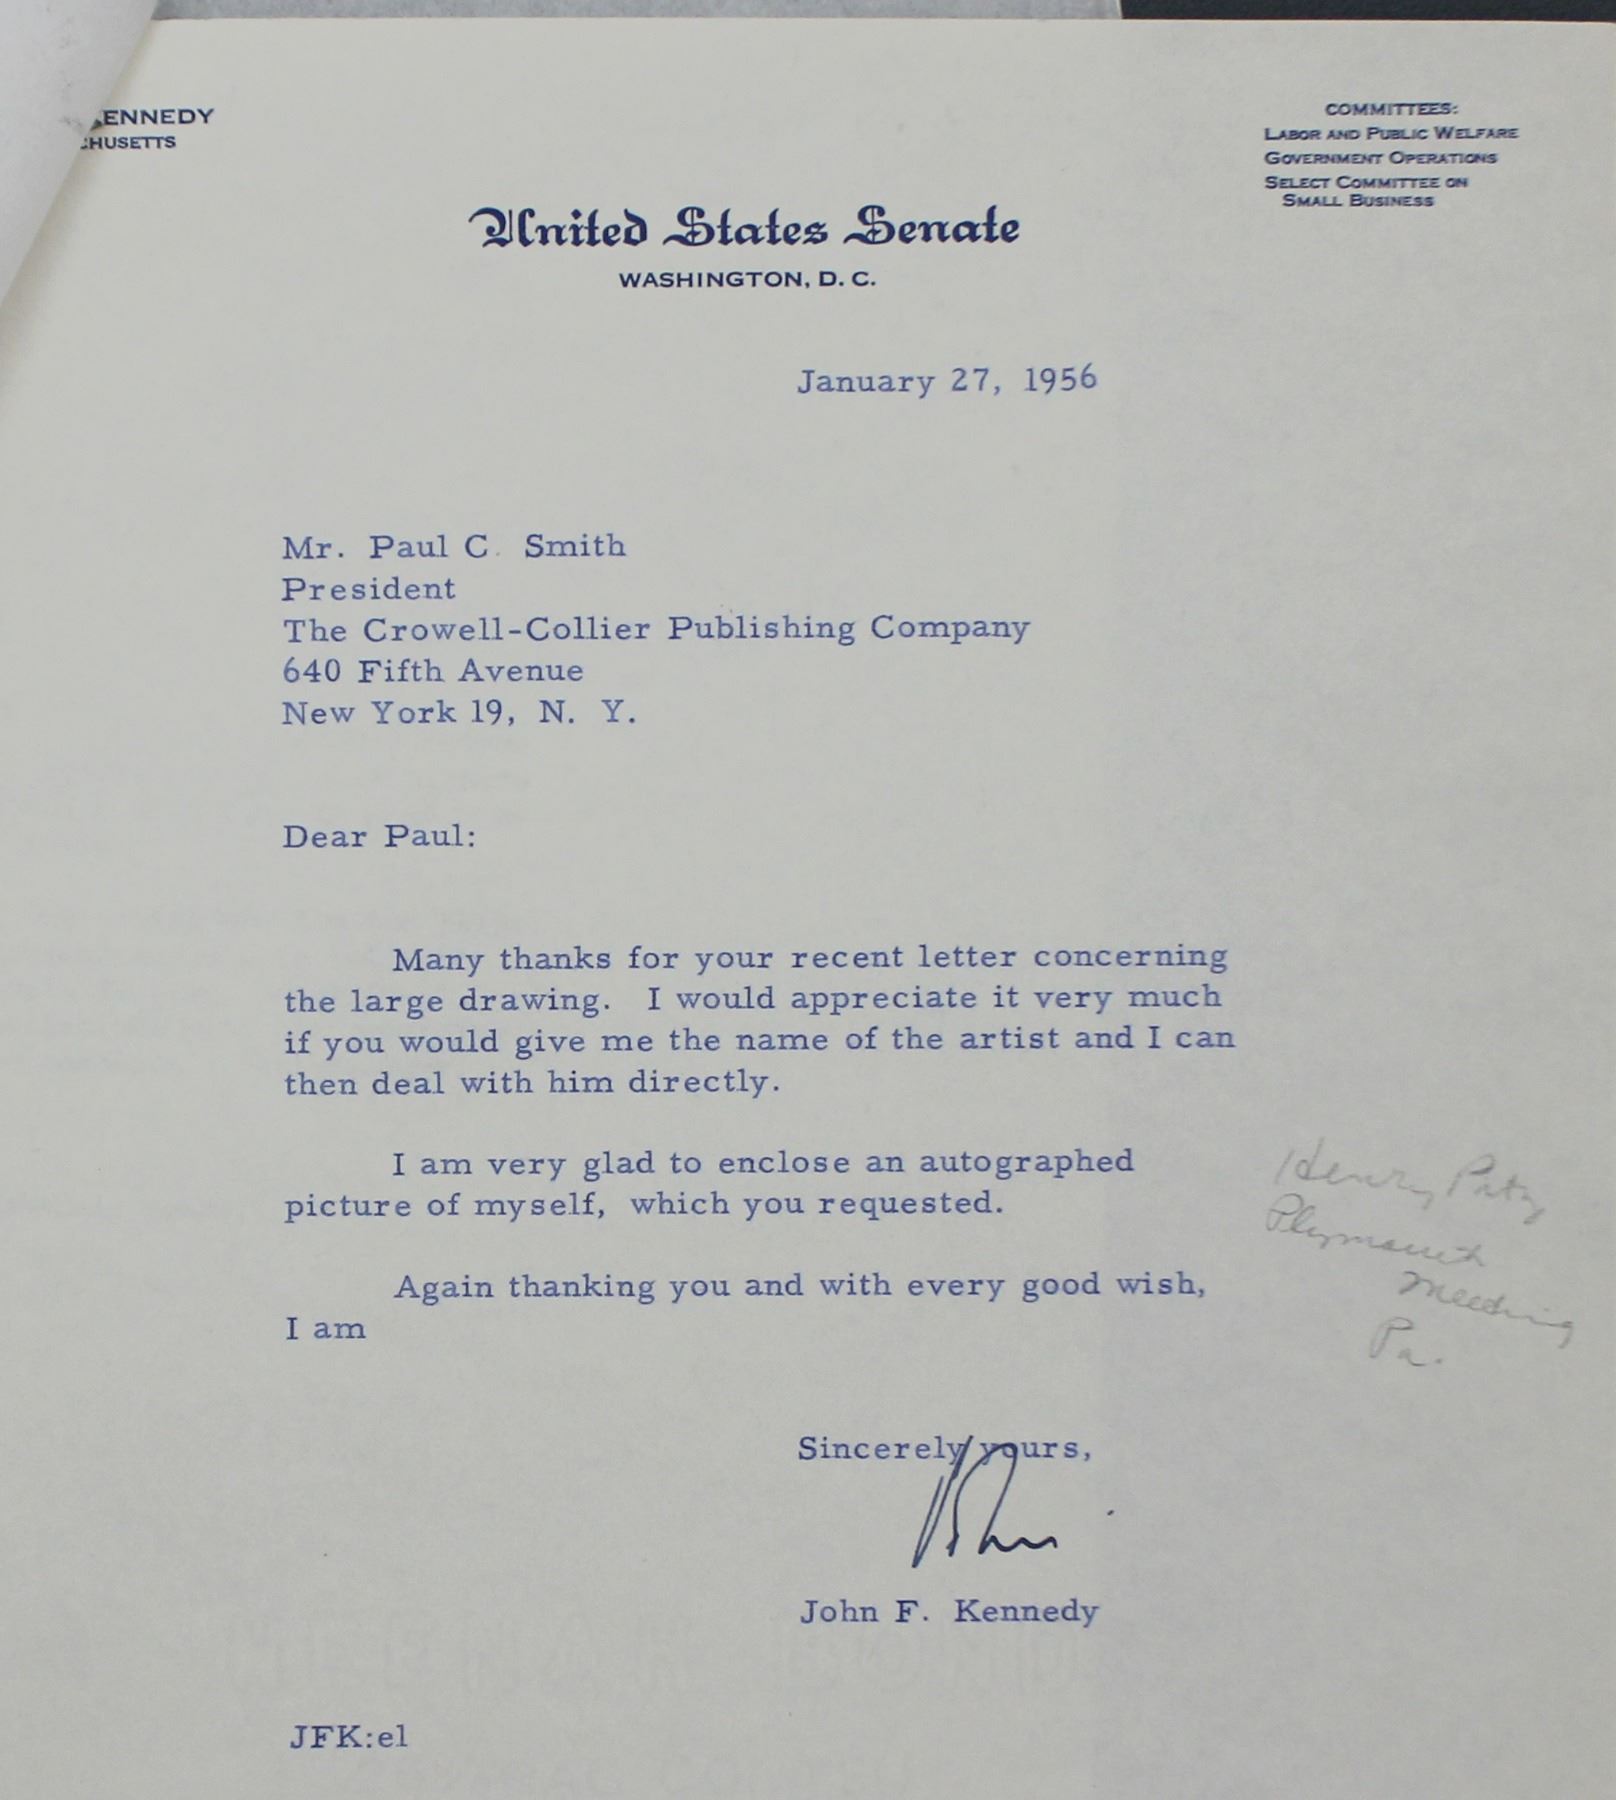 ENNEDY
CHUSETTS
COMMITTEES:
LABOR AND PUBLIC WELFARE
GOVERNMENT OPERATIONS
SELECT COMMITTEE ON
SMALL BUSINESS
United States Senate
WASHINGTON, D. C.
January 27, 1956
Mr. Paul C. Smith
President
The Crowell-Collier Publishing Company
640 Fifth Avenue
New York 19, N. Y.
Dear Paul:
Many thanks for your recent letter concerning
the large drawing. I would appreciate it very much
if you would give me the name of the artist and I can
then deal with him directly.
I am very glad to enclose an autographed
picture of myself, which you requested.
Again thanking you and with every good wish,
I am
Henry Pitz
Plymouth
Meeting
Pa.
Sincerely yours,
John F. Kennedy
JFK:el